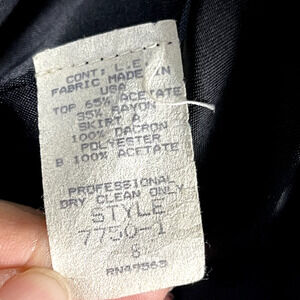 CONT; L.E
FABRIC MADE IN
USA
TOP 65% ACETATE
35% RAYON
SKIRT A
100% DACRON
POLYESTER
B 100% ACETATE
PROFESSIONAL
DRY CLEAN ONLY
STYLE
7750-1
8
RN49563